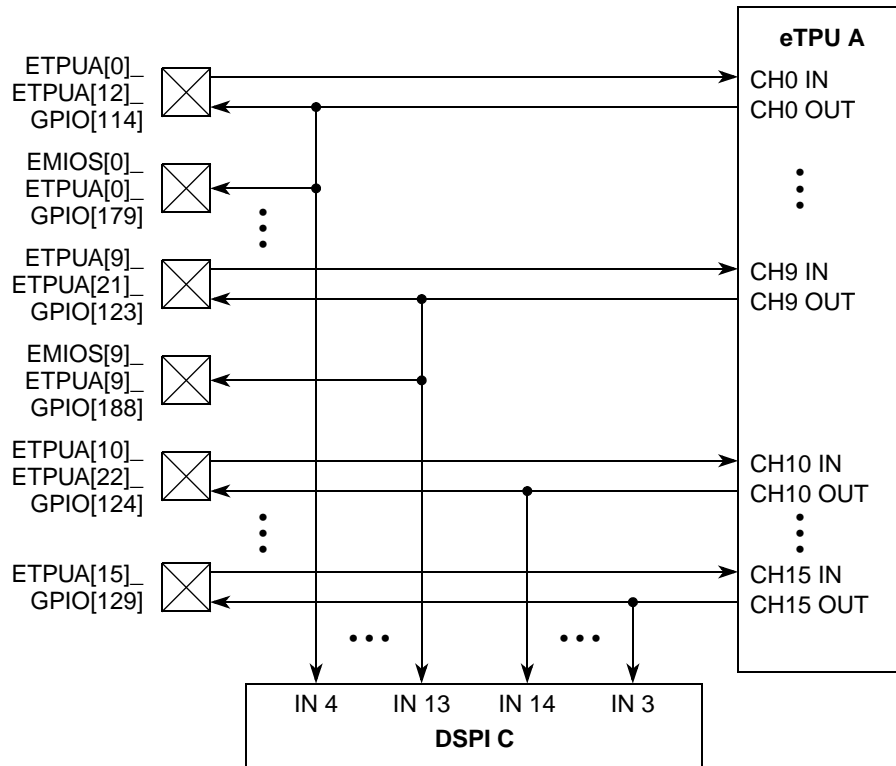 eTPU A
ETPUA[0]_
ETPUA[12]_
GPIO[114]
CH0 IN
CH0 OUT
EMIOS[0]_
ETPUA[0]_
GPIO[179]
ETPUA[9]_
ETPUA[21]_
GPIO[123]
CH9 IN
CH9 OUT
EMIOS[9]_
ETPUA[9]_
GPIO[188]
ETPUA[10]_
ETPUA[22]_
GPIO[124]
CH10 IN
CH10 OUT
ETPUA[15]_
GPIO[129]
CH15 IN
CH15 OUT
IN 4 IN 13 IN 14 IN 3
DSPI C